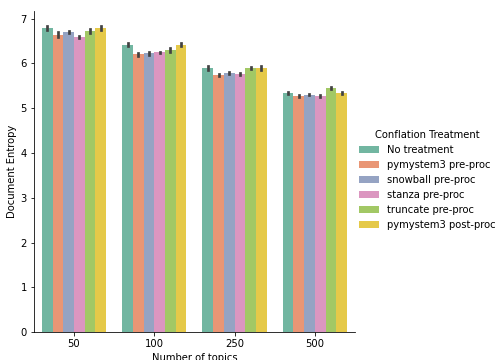 7
6
5
4
3
2
1
0
Document Entropy
50 100 250 500
Number of topics
Conflation Treatment
No treatment
pymystem3 pre-proc
snowball pre-proc
stanza pre-proc
truncate pre-proc
pymystem3 post-proc